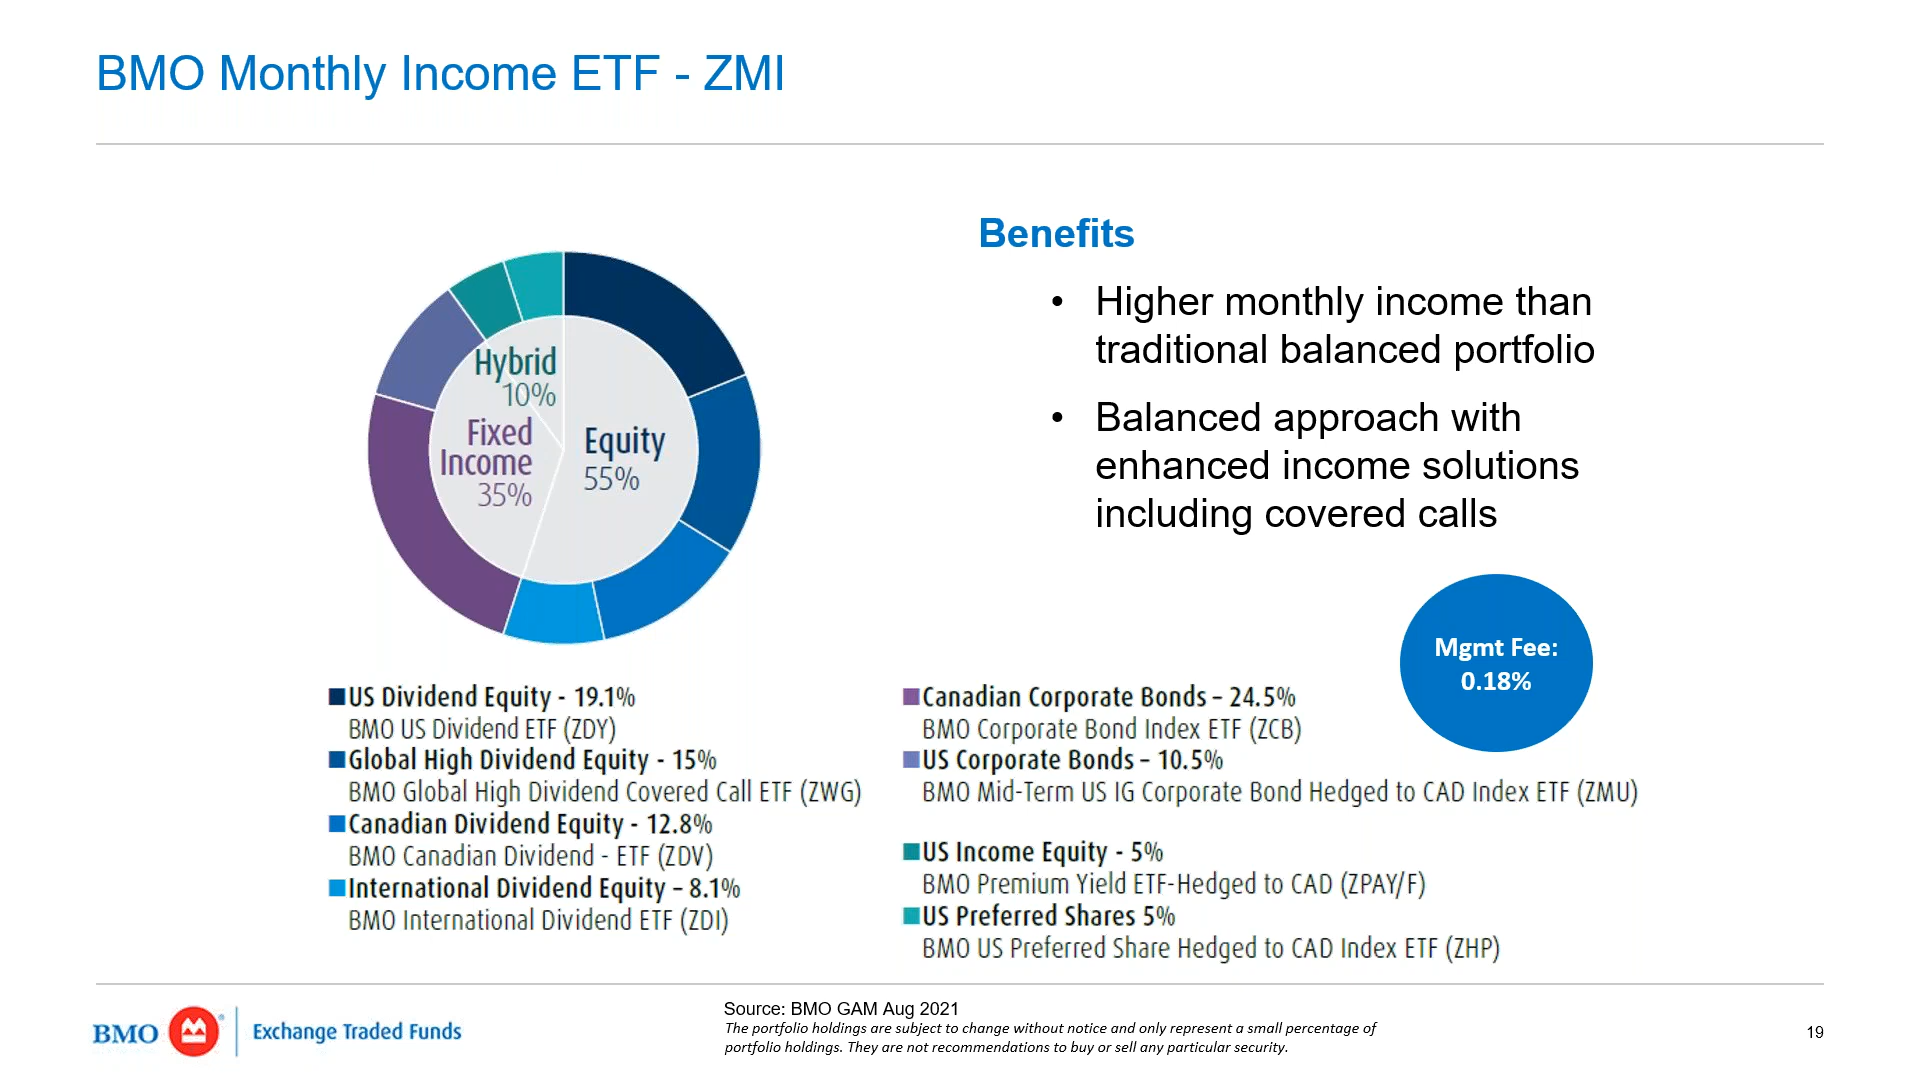 BMO Monthly Income ETF - ZMI
Benefits
• Higher monthly income than
traditional balanced portfolio
• Balanced approach with
enhanced income solutions
including covered calls
Hybrid
10%
Fixed
Income
35%
Equity
55%
Mgmt Fee:
0.18%
US Dividend Equity - 19.1%
BMO US Dividend ETF (ZDY)
Global High Dividend Equity - 15%
BMO Global High Dividend Covered Call ETF (ZWG)
Canadian Dividend Equity - 12.8%
BMO Canadian Dividend - ETF (ZDV)
International Dividend Equity – 8.1%
BMO International Dividend ETF (ZDI)
Canadian Corporate Bonds – 24.5%
BMO Corporate Bond Index ETF (ZCB)
US Corporate Bonds – 10.5%
BMO Mid-Term US IG Corporate Bond Hedged to CAD Index ETF (ZMU)
US Income Equity - 5%
BMO Premium Yield ETF-Hedged to CAD (ZPAY/F)
US Preferred Shares 5%
BMO US Preferred Share Hedged to CAD Index ETF (ZHP)
BMO Exchange Traded Funds
Source: BMO GAM Aug 2021
The portfolio holdings are subject to change without notice and only represent a small percentage of
portfolio holdings. They are not recommendations to buy or sell any particular security.
19